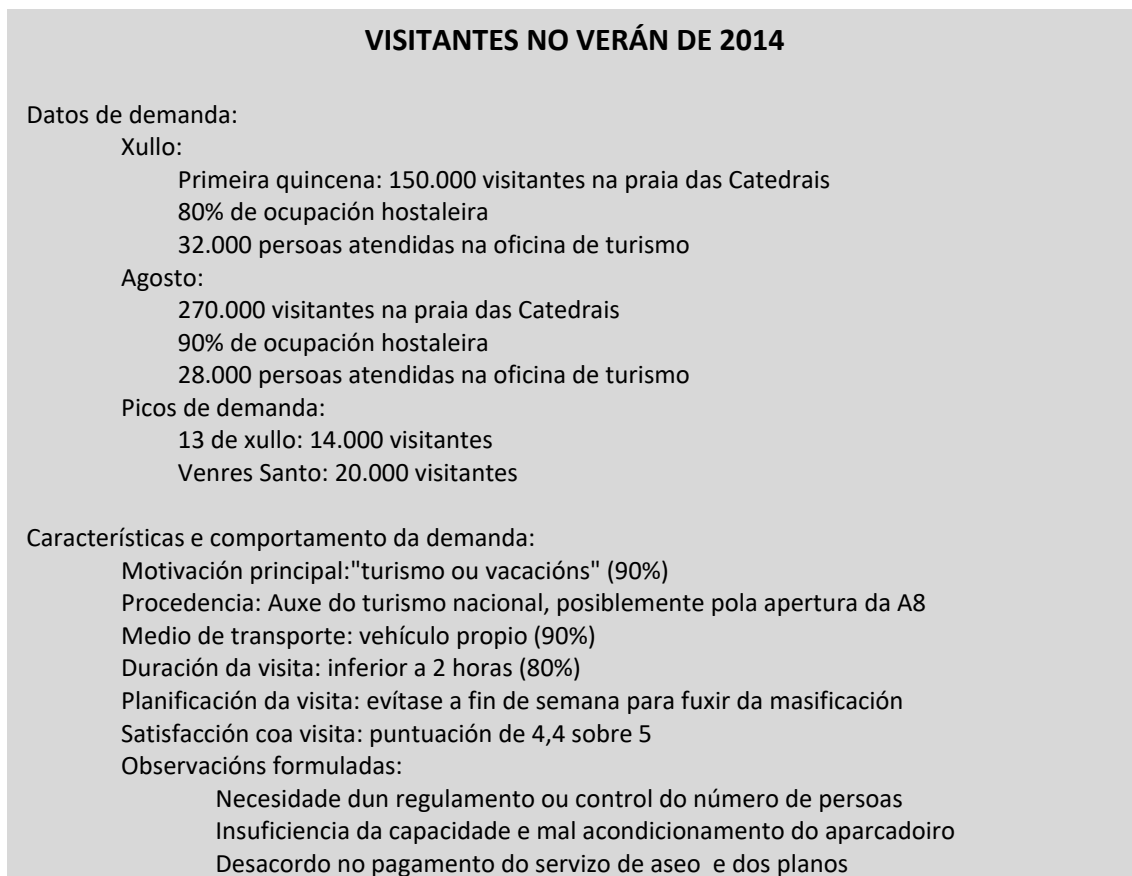 VISITANTES NO VERÁN DE 2014
Datos de demanda:
Xullo:
Primeira quincena: 150.000 visitantes na praia das Catedrais
80% de ocupación hostaleira
32.000 persoas atendidas na oficina de turismo
Agosto:
270.000 visitantes na praia das Catedrais
90% de ocupación hostaleira
28.000 persoas atendidas na oficina de turismo
Picos de demanda:
13 de xullo: 14.000 visitantes
Venres Santo: 20.000 visitantes
Características e comportamento da demanda:
Motivación principal:"turismo ou vacacións" (90%)
Procedencia: Auxe do turismo nacional, posiblemente pola apertura da A8
Medio de transporte: vehículo propio (90%)
Duración da visita: inferior a 2 horas (80%)
Planificación da visita: evítase a fin de semana para fuxir da masificación
Satisfacción coa visita: puntuación de 4,4 sobre 5
Observacións formuladas:
Necesidade dun regulamento ou control do número de persoas
Insuficiencia da capacidade e mal acondicionamento do aparcadoiro
Desacordo no pagamento do servizo de aseo e dos planos